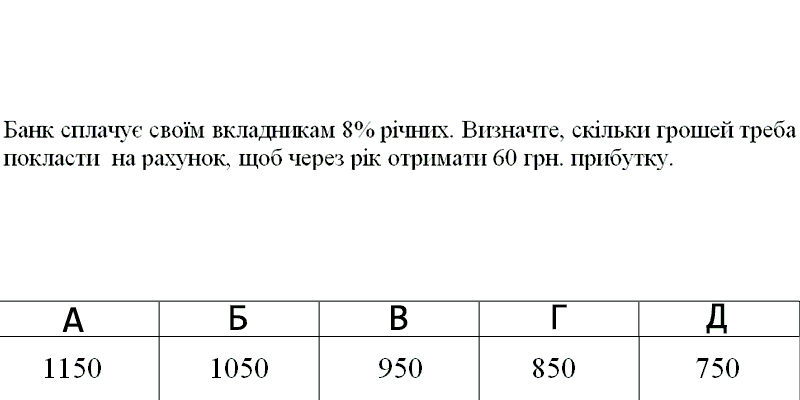 Банк сплачує своїм вкладникам 8% річних. Визначте, скільки грошей треба
покласти на рахунок, щоб через рік отримати 60 грн. прибутку.
А Б В Г Д
1150 1050 950 850 750